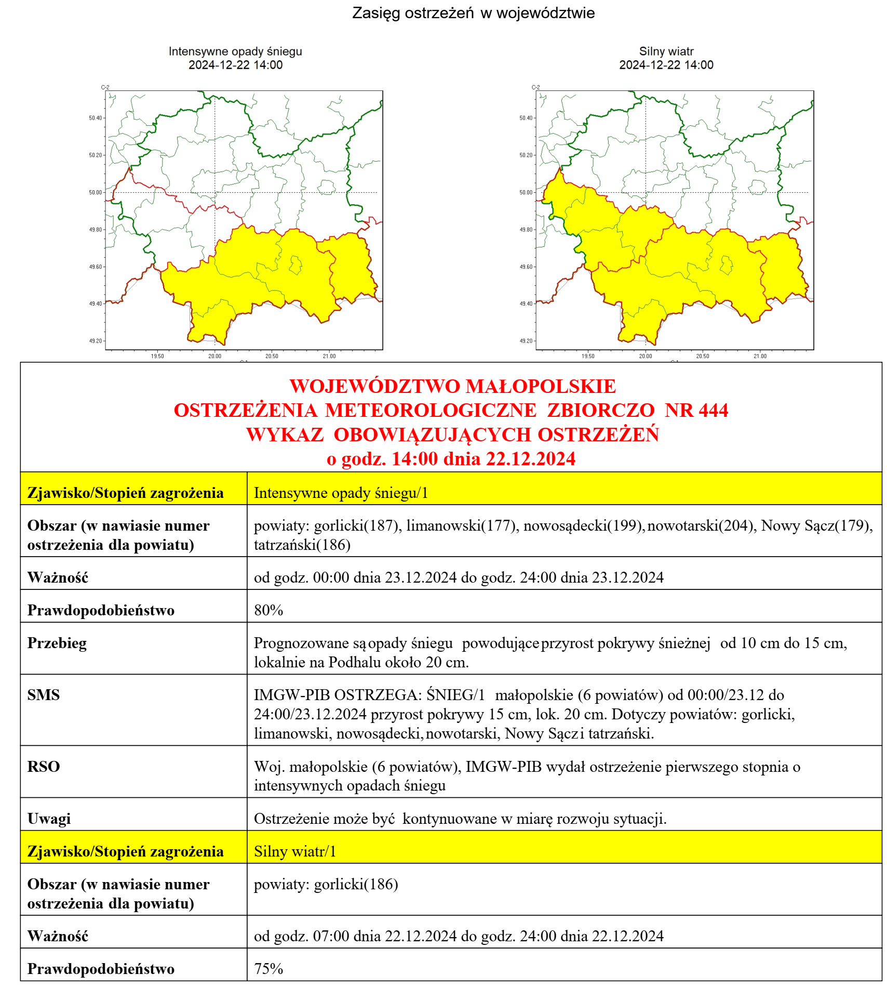 Zasięg ostrzeżeń w województwie
Intensywne opady śniegu
2024-12-22 14:00
Silny wiatr
2024-12-22 14:00
C-2
50.40
50.20
50.00
49.80
49.60
49.40
49.20
19.50 20.00 20.50 21.00
C-2
50.40
50.20
50.00
49.80
49.60
49.40
49.20
19.50 20.00 20.50 21.00
WOJEWÓDZTWO MAŁOPOLSKIE
OSTRZEŻENIA METEOROLOGICZNE ZBIORCZO NR 444
WYKAZ OBOWIĄZUJĄCYCH OSTRZEŻEŃ
o godz. 14:00 dnia 22.12.2024
Zjawisko/Stopień zagrożenia Intensywne opady śniegu/1
Obszar (w nawiasie numer
ostrzeżenia dla powiatu)
powiaty: gorlicki(187), limanowski(177), nowosądecki(199), nowotarski(204), Nowy Sącz(179),
tatrzański(186)
Ważność od godz. 00:00 dnia 23.12.2024 do godz. 24:00 dnia 23.12.2024
Prawdopodobieństwo 80%
Przebieg Prognozowane są opady śniegu powodujące przyrost pokrywy śnieżnej od 10 cm do 15 cm,
lokalnie na Podhalu około 20 cm.
SMS IMGW-PIB OSTRZEGA: ŚNIEG/1 małopolskie (6 powiatów) od 00:00/23.12 do
24:00/23.12.2024 przyrost pokrywy 15 cm, lok. 20 cm. Dotyczy powiatów: gorlicki,
limanowski, nowosądecki, nowotarski, Nowy Sącz i tatrzański.
RSO Woj. małopolskie (6 powiatów), IMGW-PIB wydał ostrzeżenie pierwszego stopnia o
intensywnych opadach śniegu
Uwagi Ostrzeżenie może być kontynuowane w miarę rozwoju sytuacji.
Zjawisko/Stopień zagrożenia Silny wiatr/1
Obszar (w nawiasie numer
ostrzeżenia dla powiatu)
powiaty: gorlicki(186)
Ważność od godz. 07:00 dnia 22.12.2024 do godz. 24:00 dnia 22.12.2024
Prawdopodobieństwo 75%